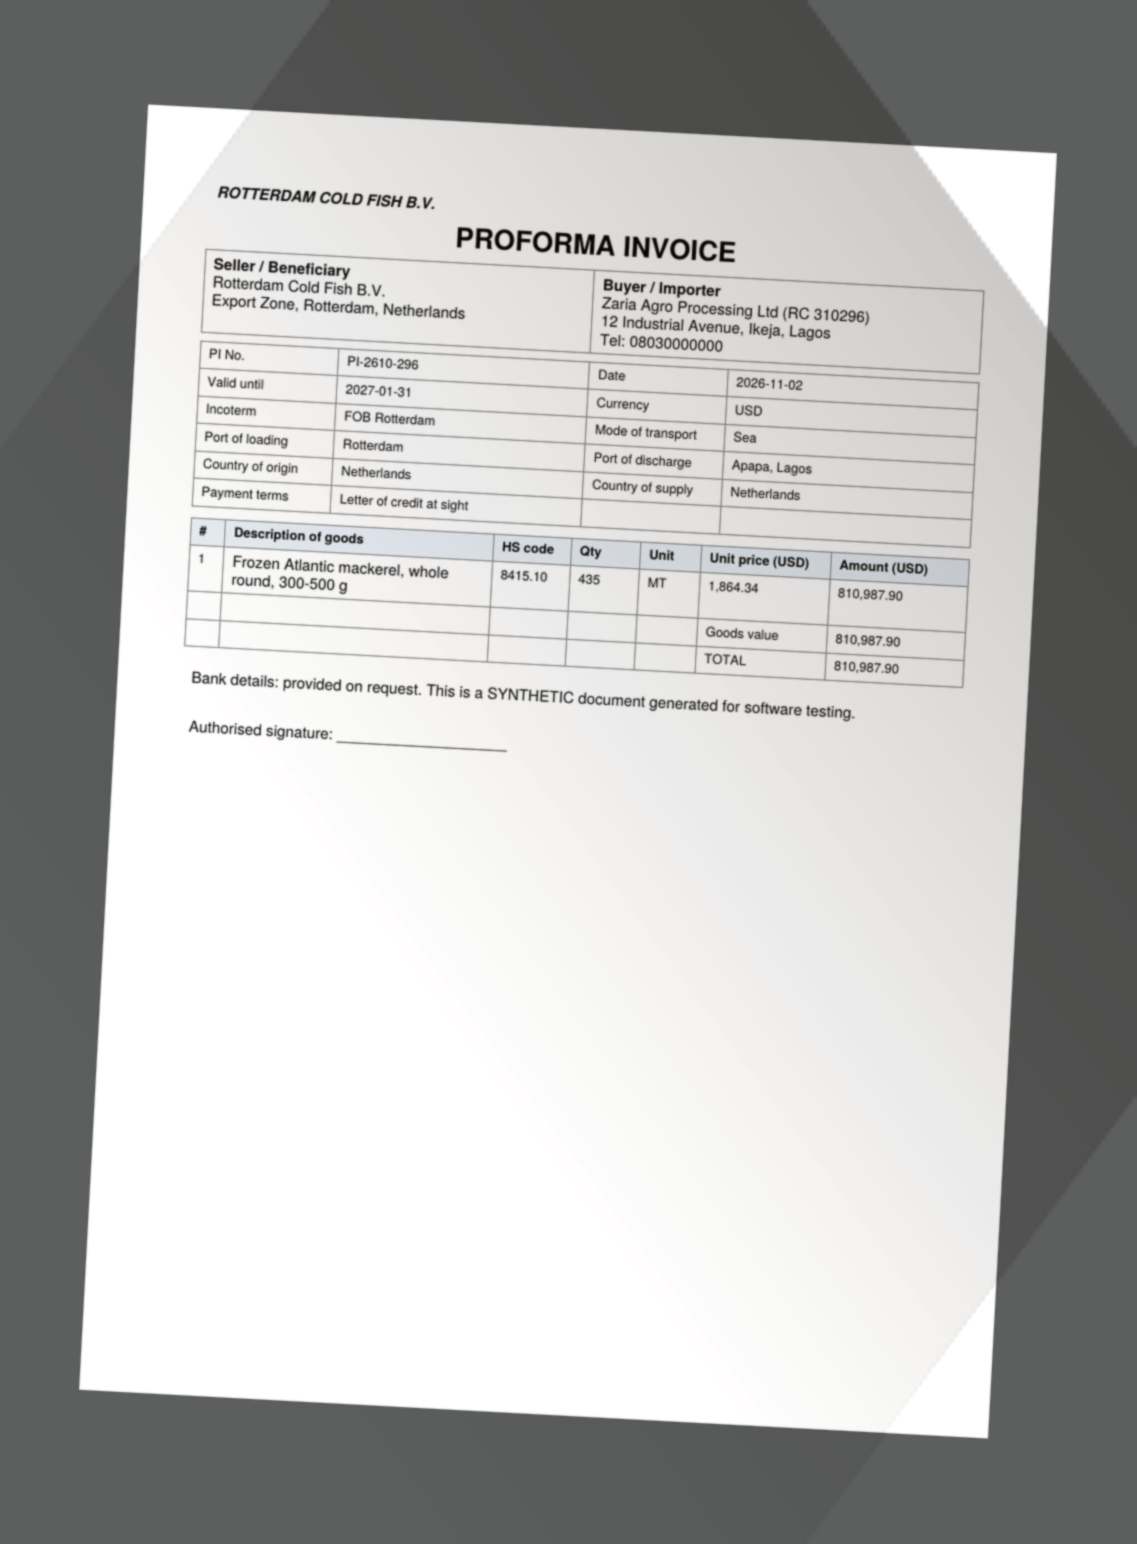 ROTTERDAM COLD FISH B.V.
PROFORMA INVOICE
Seller / Beneficiary
Rotterdam Cold Fish B.V.
Export Zone, Rotterdam, Netherlands
Buyer / Importer
Zaria Agro Processing Ltd (RC 310296)
12 Industrial Avenue, Ikeja, Lagos
Tel: 08030000000
PI No. PI-2610-296 Date 2026-11-02
Valid until 2027-01-31 Currency USD
Incoterm FOB Rotterdam Mode of transport Sea
Port of loading Rotterdam Port of discharge Apapa, Lagos
Country of origin Netherlands Country of supply Netherlands
Payment terms Letter of credit at sight
# Description of goods HS code Qty Unit Unit price (USD) Amount (USD)
1 Frozen Atlantic mackerel, whole 8415.10 435 MT 1,864.34 810,987.90
round, 300-500 g
Goods value 810,987.90
TOTAL 810,987.90
Bank details: provided on request. This is a SYNTHETIC document generated for software testing.
Authorised signature: ____________________